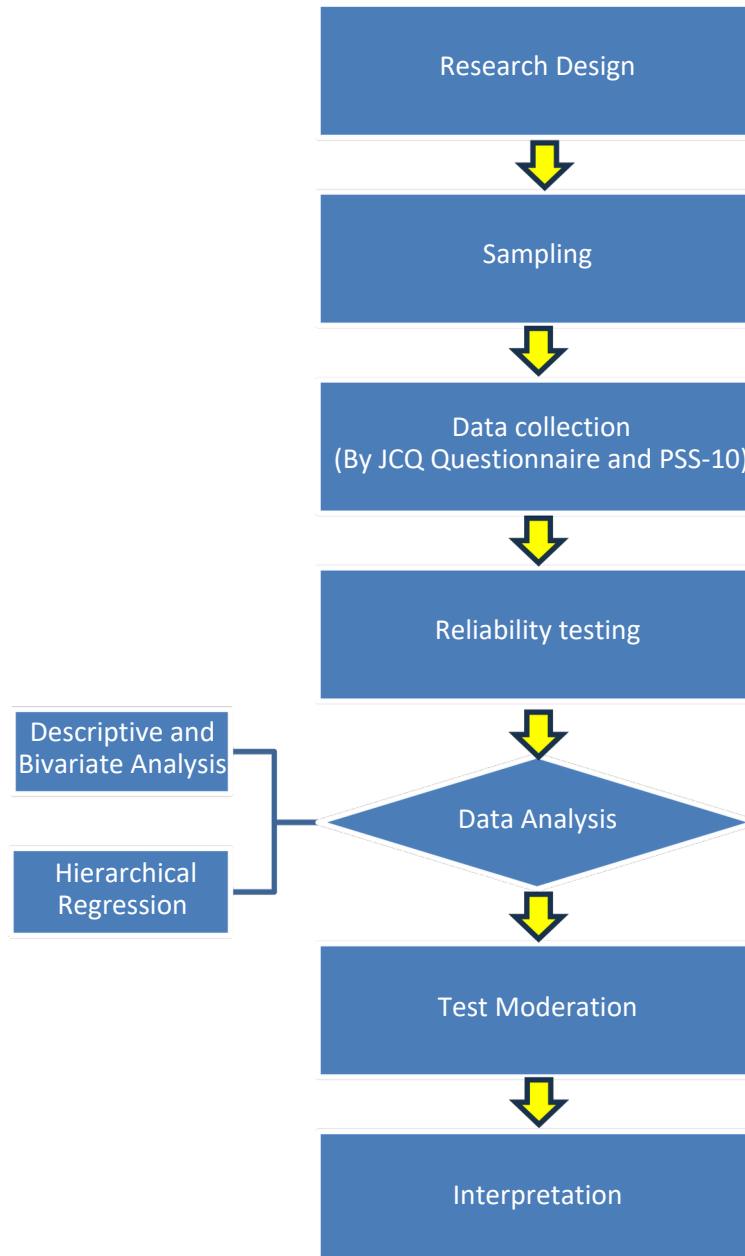 Research Design
Sampling
Data collection
(By JCQ Questionnaire and PSS-10)
Reliability testing
Descriptive and
Bivariate Analysis
Data Analysis
Hierarchical
Regression
Test Moderation
Interpretation